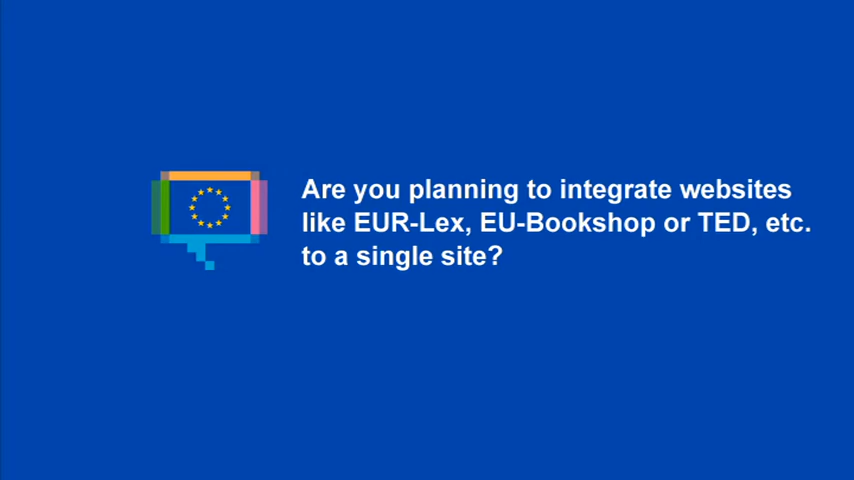 Are you planning to integrate websites
like EUR-Lex, EU-Bookshop or TED, etc.
to a single site?